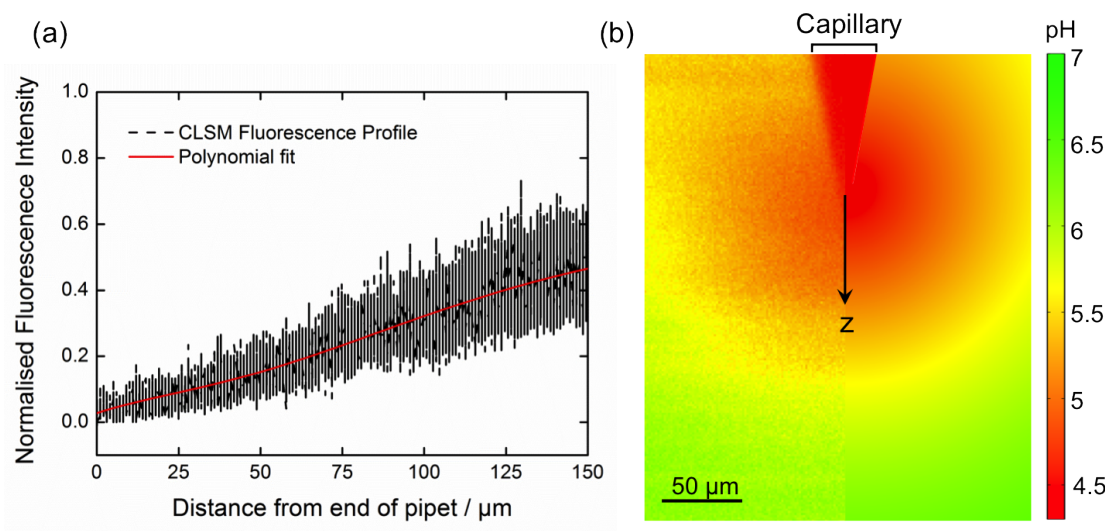 (a)
Normalised Fluorescenece Intensity
1.0
0.8
0.6
0.4
0.2
0.0
CLSM Fluorescence Profile
Polynomial fit
0 25 50 75 100 125 150
Distance from end of pipet / µm
(b)
Capillary
pH
7
6.5
6
5.5
5
4.5
z
50 µm